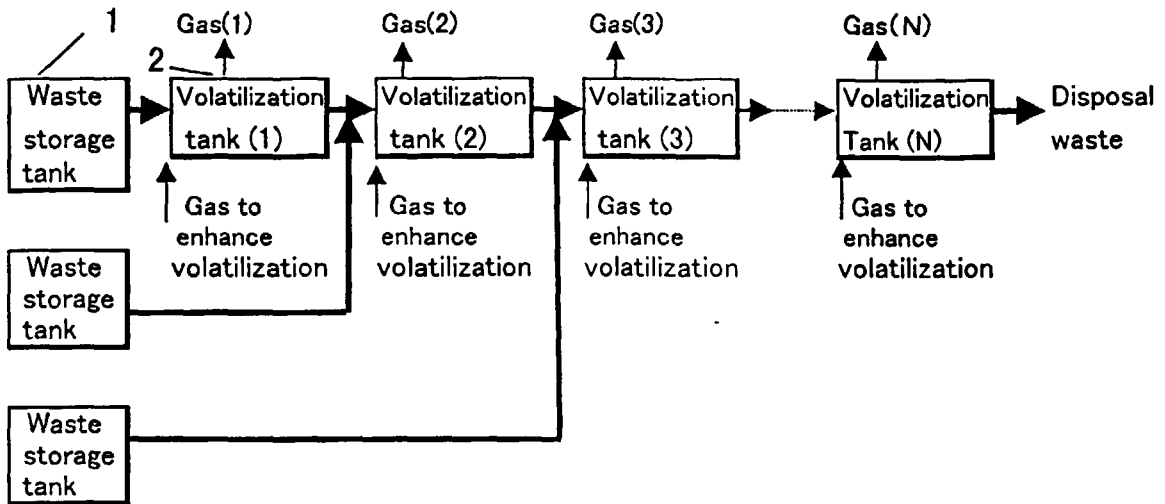 1
Gas(1)
Gas(2)
Gas(3)
Gas(N)
2
Waste
storage
tank
Volatilization
tank (1)
Volatilization
tank (2)
Volatilization
tank (3)
Volatilization
Tank (N)
Disposal
waste
Gas to
enhance
volatilization
Gas to
enhance
volatilization
Gas to
enhance
volatilization
Gas to
enhance
volatilization
Waste
storage
tank
Waste
storage
tank